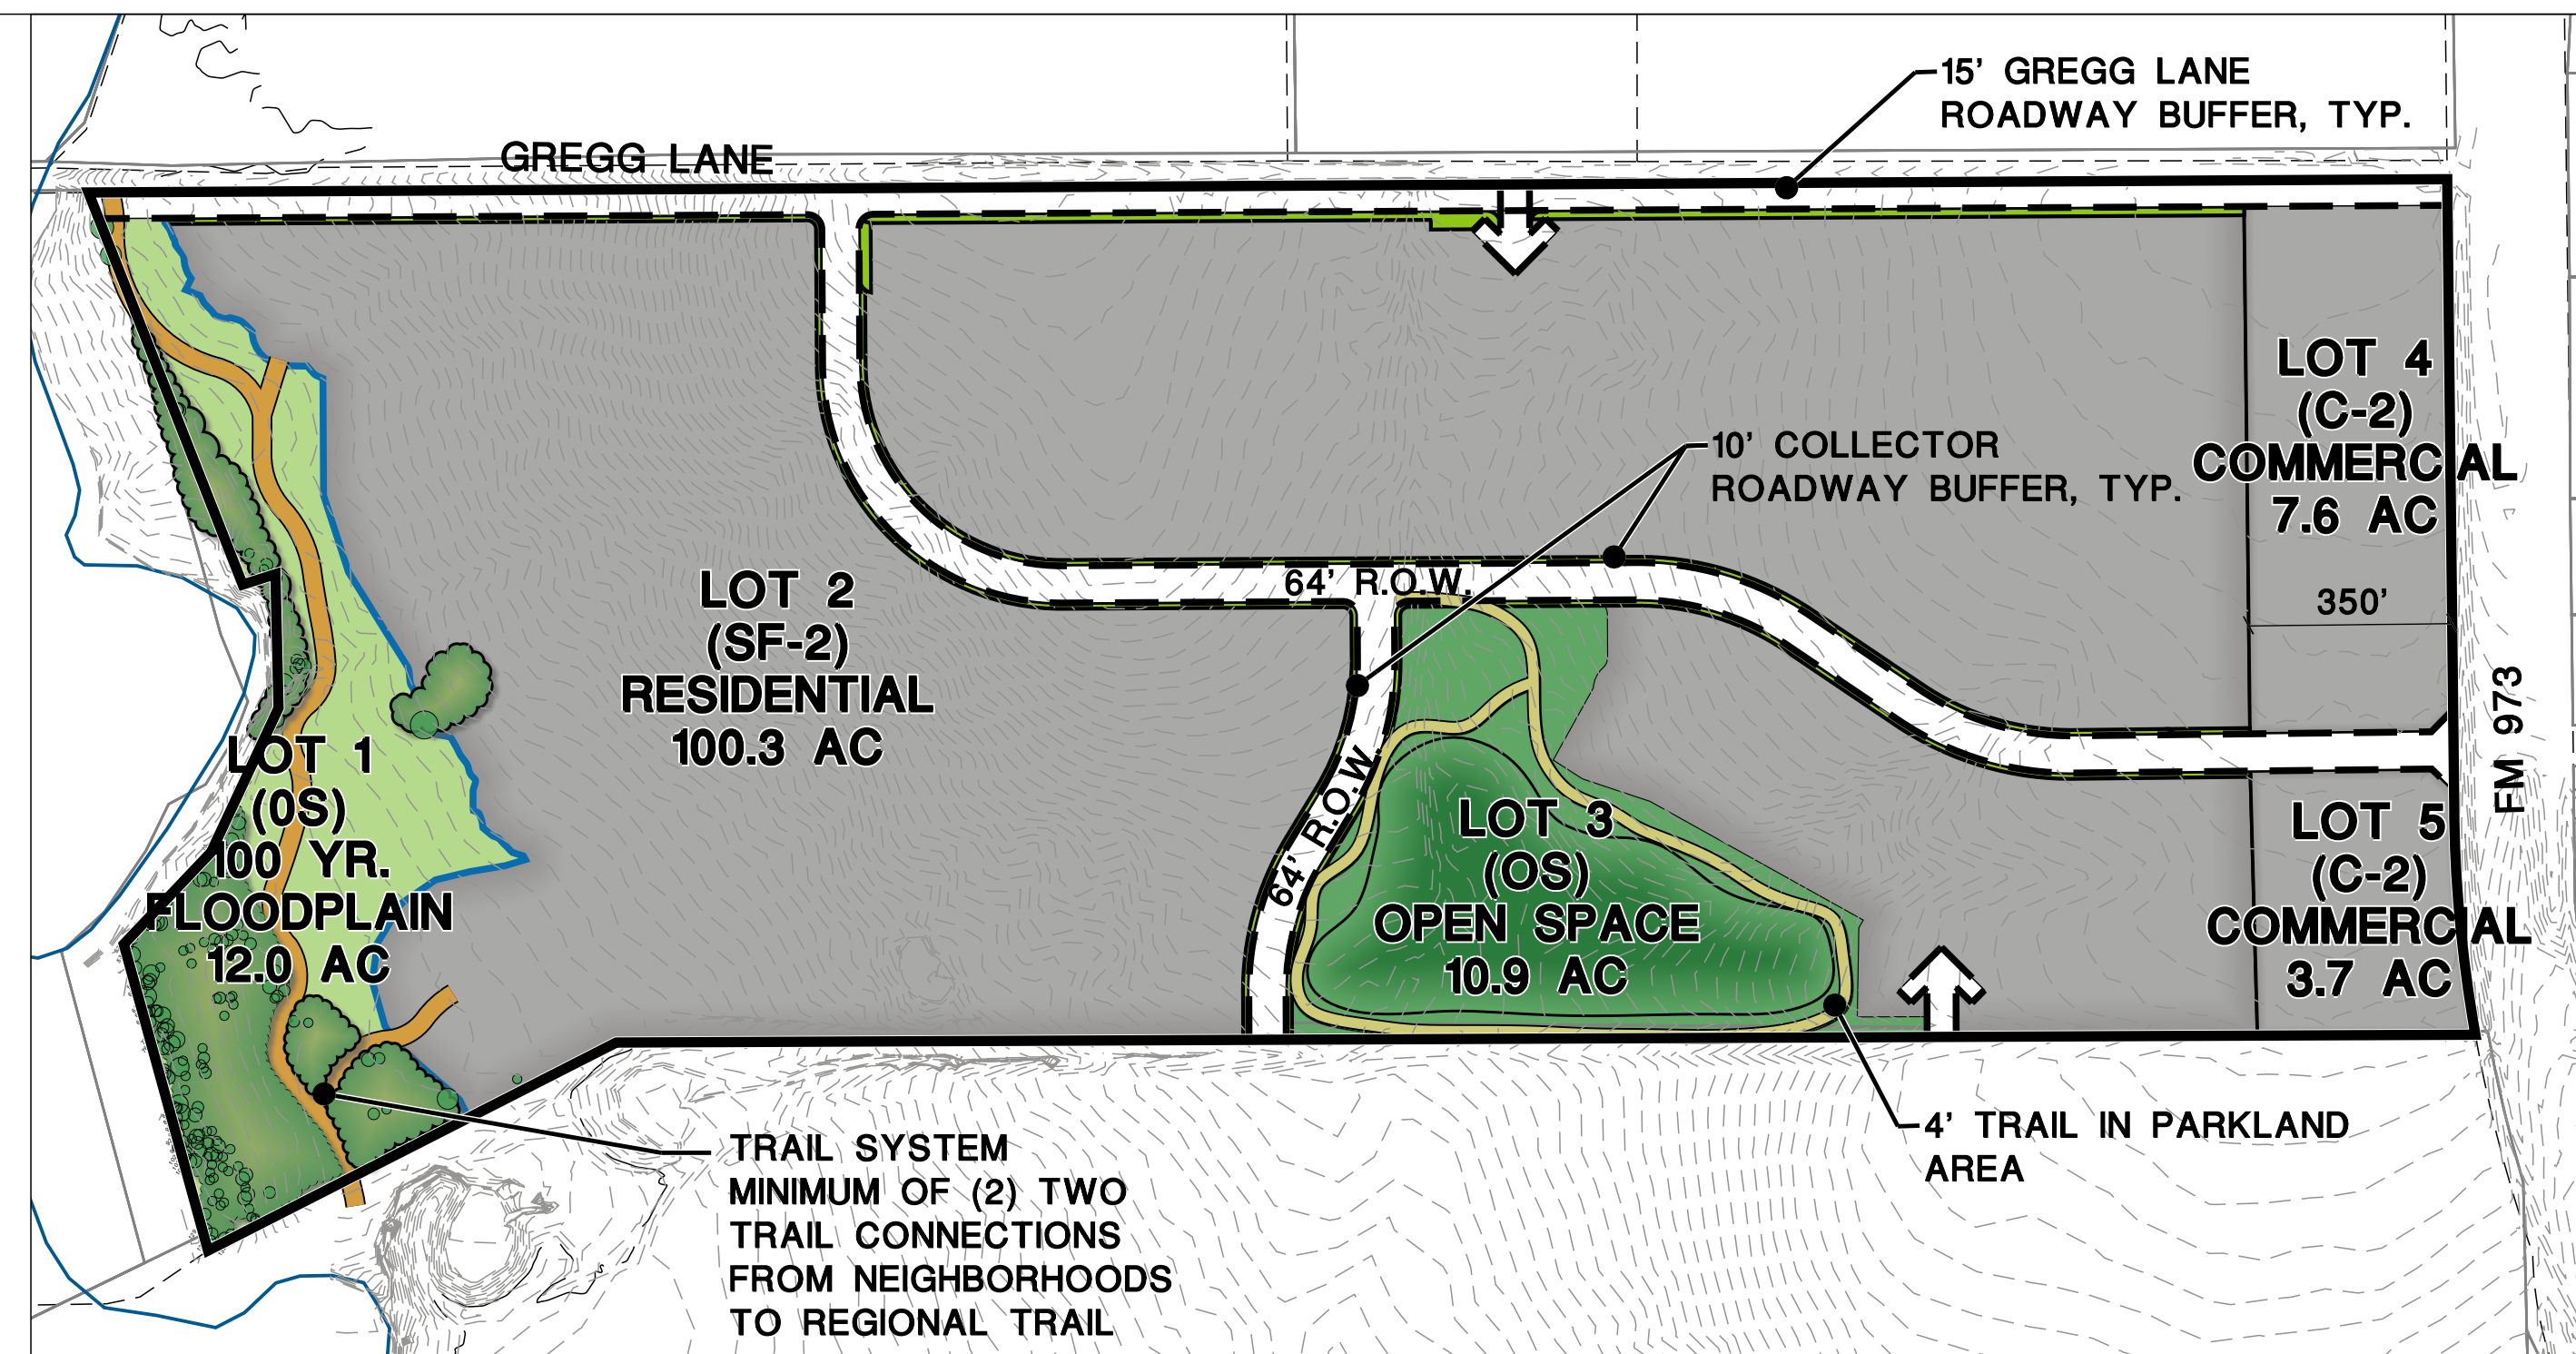 15' GREGG LANE
ROADWAY BUFFER, TYP.
GREGG LANE
LOT 4
(C-2)
COMMERCIAL
7.6 AC
350'
10' COLLECTOR
ROADWAY BUFFER, TYP.
64' R.O.W.
LOT 2
(SF-2)
RESIDENTIAL
100.3 AC
FM 973
LOT 1
(0S)
100 YR.
FLOODPLAIN
12.0 AC
64' R.O.W.
LOT 3
(OS)
OPEN SPACE
10.9 AC
LOT 5
(C-2)
COMMERCIAL
3.7 AC
TRAIL SYSTEM
MINIMUM OF (2) TWO
TRAIL CONNECTIONS
FROM NEIGHBORHOODS
TO REGIONAL TRAIL
4' TRAIL IN PARKLAND
AREA